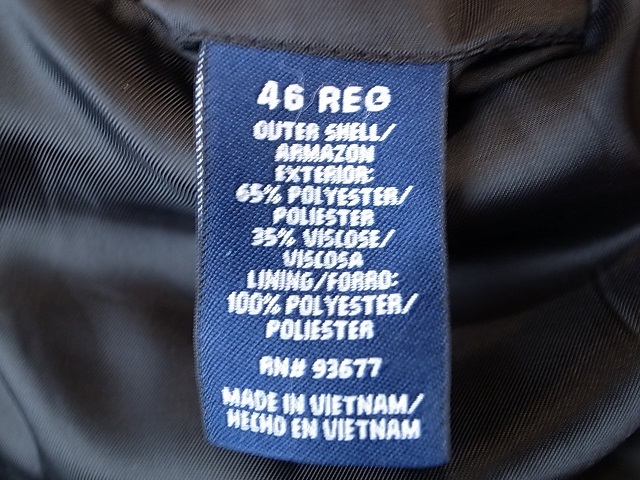 46 REG
OUTER SHELL/
ARMAZON
EXTERIOR:
65% POLYESTER/
POLIESTER
35% VISCOSE/
VISCOSA
LINING/FORRO:
100% POLYESTER/
POLIESTER
RN# 93677
MADE IN VIETNAM/
HECHO EN VIETNAM